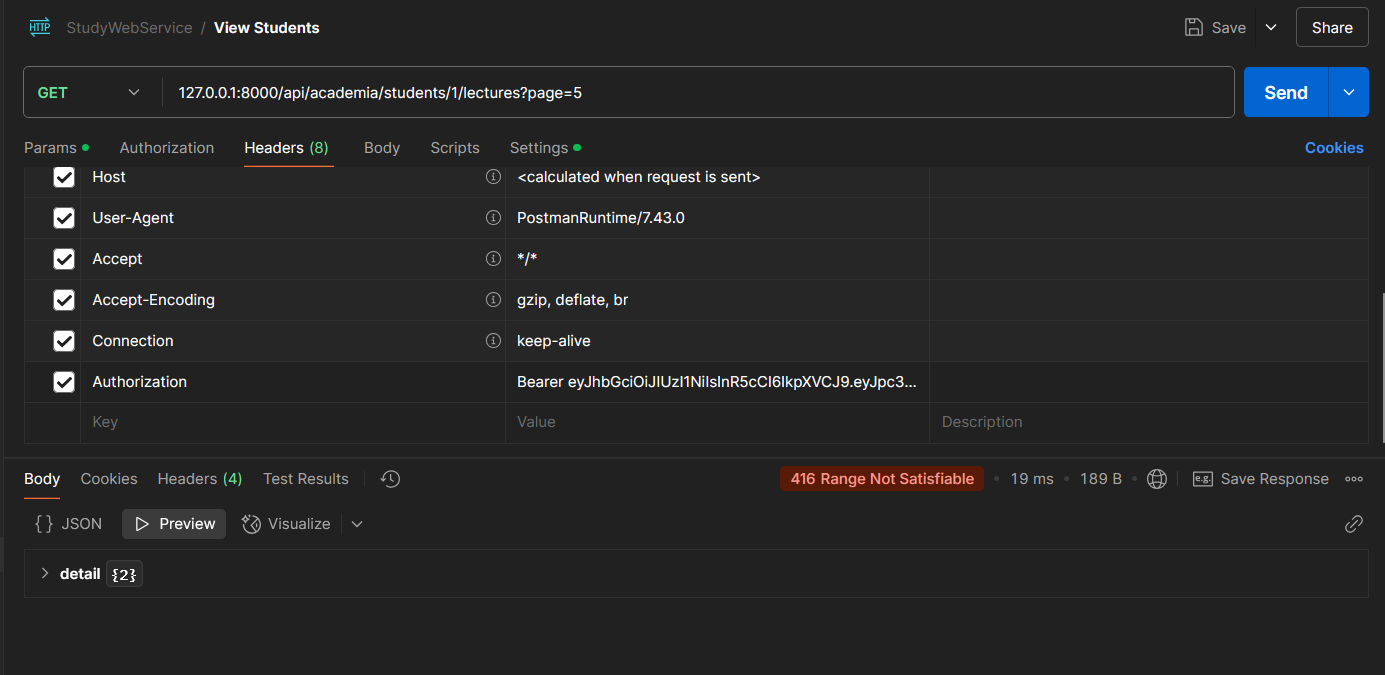 HTTP StudyWebService / View Students Save Share
GET 127.0.0.1:8000/api/academia/students/1/lectures?page=5 Send
Params Authorization Headers (8) Body Scripts Settings Cookies
Host <calculated when request is sent>
User-Agent PostmanRuntime/7.43.0
Accept */*
Accept-Encoding gzip, deflate, br
Connection keep-alive
Authorization Bearer eyJhbGciOiJIUzI1NiIsInR5cCI6IkpXVCJ9.eyJpc3...
Key Value Description
Body Cookies Headers (4) Test Results 416 Range Not Satisfiable 19 ms 189 B e.g. Save Response
{} JSON Preview Visualize
detail {2}